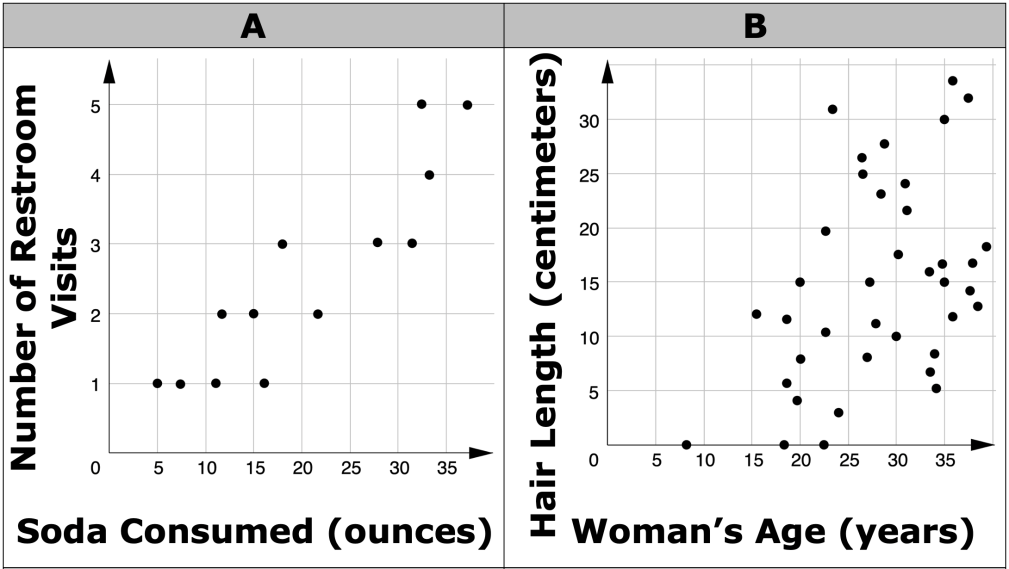 A
B
Number of Restroom
Visits
5
4
3
2
1
0
5 10 15 20 25 30 35
Soda Consumed (ounces)
Hair Length (centimeters)
30
25
20
15
10
5
0
5 10 15 20 25 30 35
Woman’s Age (years)